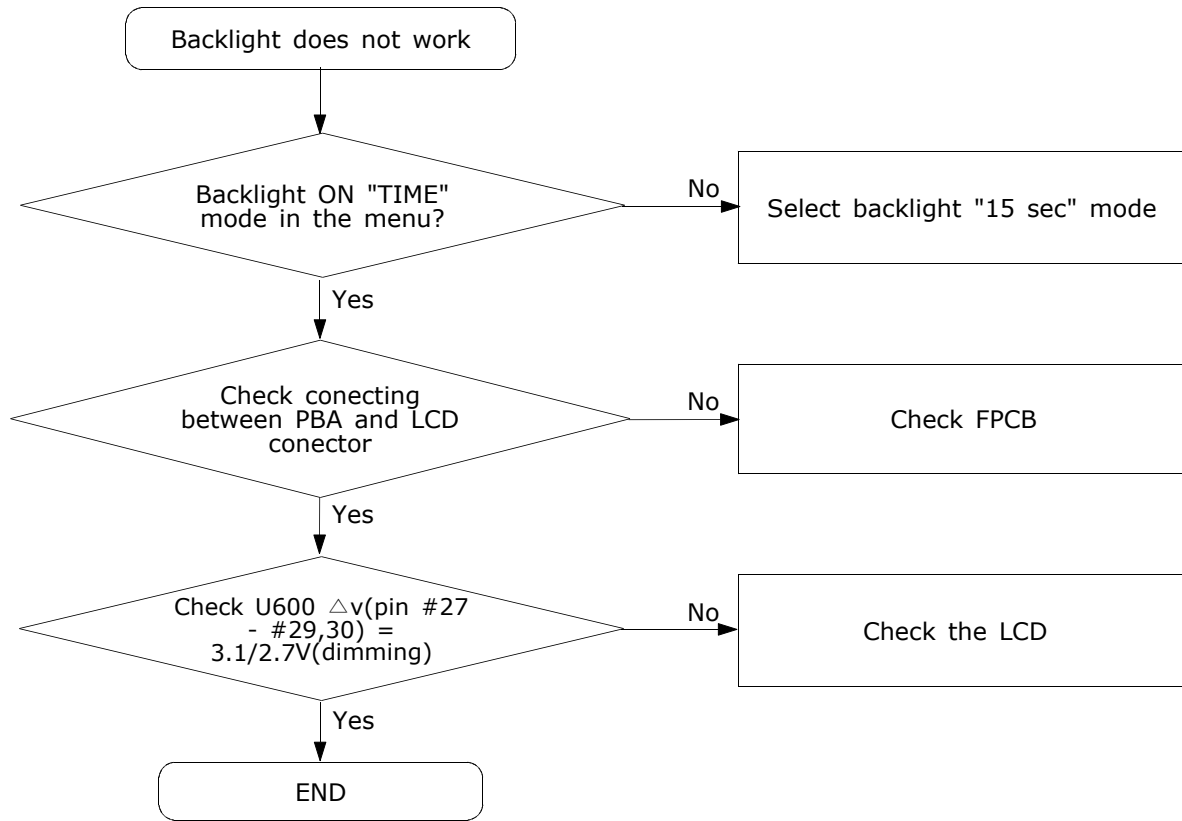 Backlight does not work
Backlight ON "TIME"
mode in the menu?
No
Select backlight "15 sec" mode
Yes
Check conecting
between PBA and LCD
conector
No
Check FPCB
Yes
Check U600 △v(pin #27
- #29,30) =
3.1/2.7V(dimming)
No
Check the LCD
Yes
END